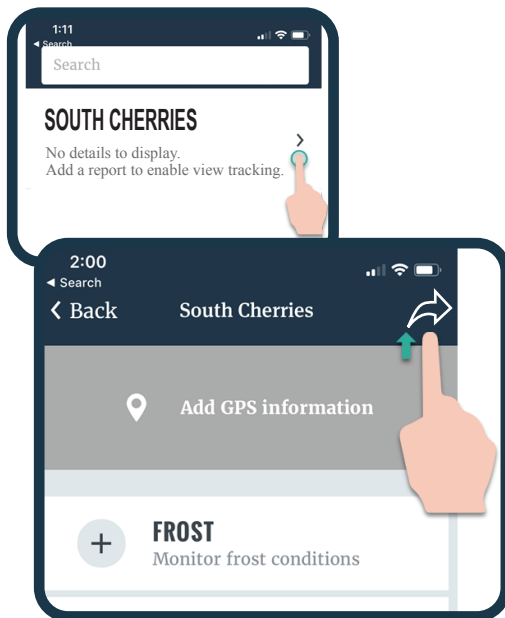 1:11
◀ Search
Search
SOUTH CHERRIES
No details to display.
Add a report to enable view tracking.
2:00
◀ Search
Back South Cherries
Add GPS information
FROST
Monitor frost conditions